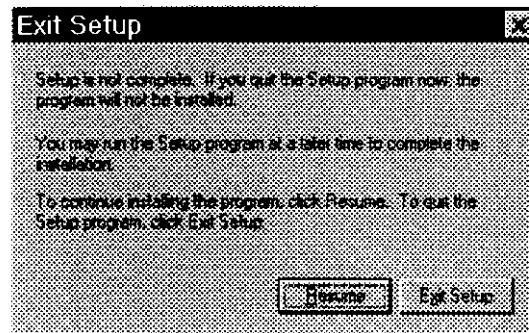 Exit Setup
Setup is not complete. If you quit the Setup program now, the
program will not be installed.
You may run the Setup program at a later time to complete the
installation.
To continue installing the program, click Resume. To quit the
Setup program, click Exit Setup.
Resume
Exit Setup